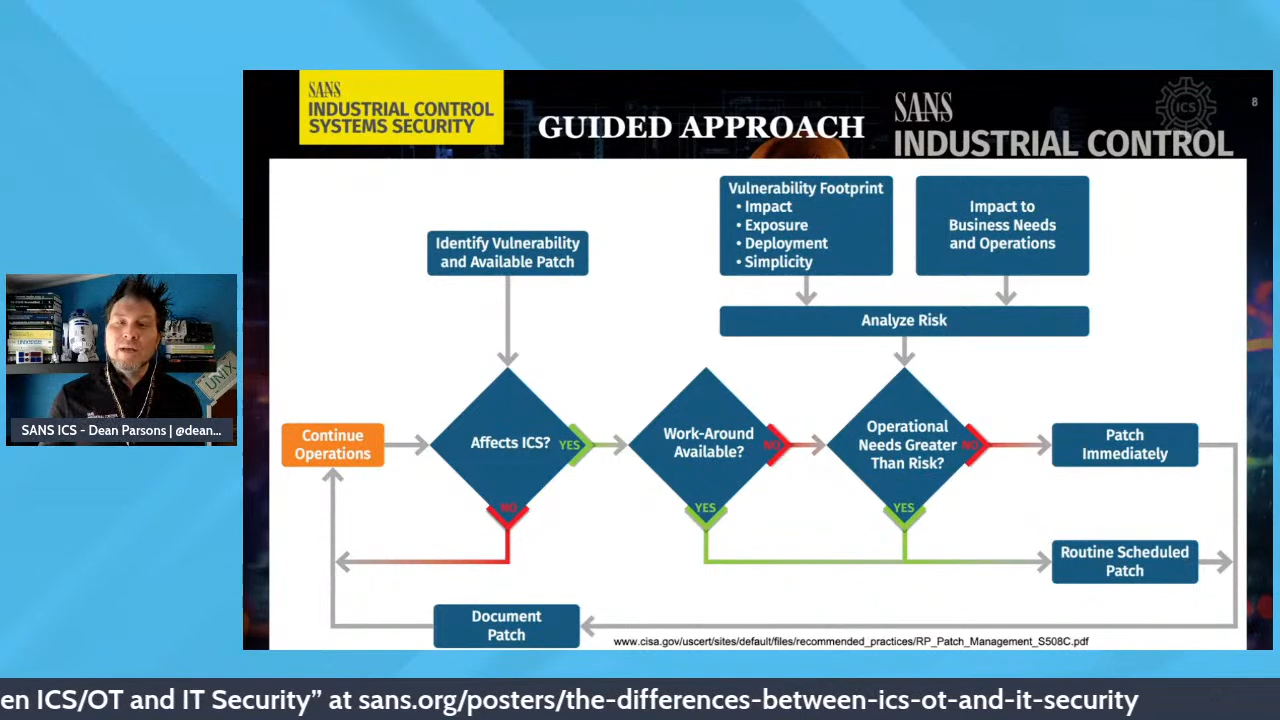 SANS
INDUSTRIAL CONTROL
SYSTEMS SECURITY
GUIDED APPROACH
SANS
INDUSTRIAL CONTROL
ICS
8
Vulnerability Footprint
• Impact
• Exposure
• Deployment
• Simplicity
Impact to
Business Needs
and Operations
Identify Vulnerability
and Available Patch
Analyze Risk
Continue
Operations
Affects ICS?
YES
NO
Work-Around
Available?
NO
YES
Operational
Needs Greater
Than Risk?
NO
YES
Patch
Immediately
Routine Scheduled
Patch
Document
Patch
www.cisa.gov/uscert/sites/default/files/recommended_practices/RP_Patch_Management_S508C.pdf
UNIX
SANS ICS - Dean Parsons | @dean...
en ICS/OT and IT Security” at sans.org/posters/the-differences-between-ics-ot-and-it-security